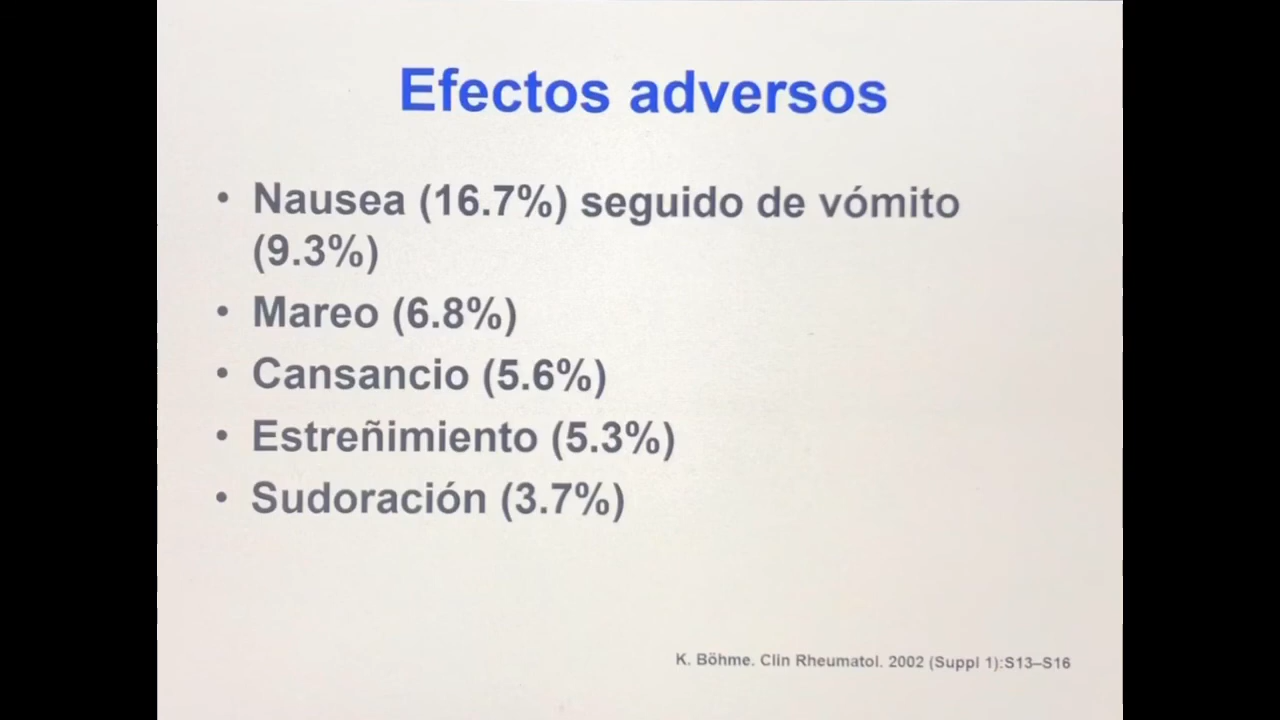 Efectos adversos
• Nausea (16.7%) seguido de vómito
(9.3%)
• Mareo (6.8%)
• Cansancio (5.6%)
• Estreñimiento (5.3%)
• Sudoración (3.7%)
K. Böhme. Clin Rheumatol. 2002 (Suppl 1):S13–S16